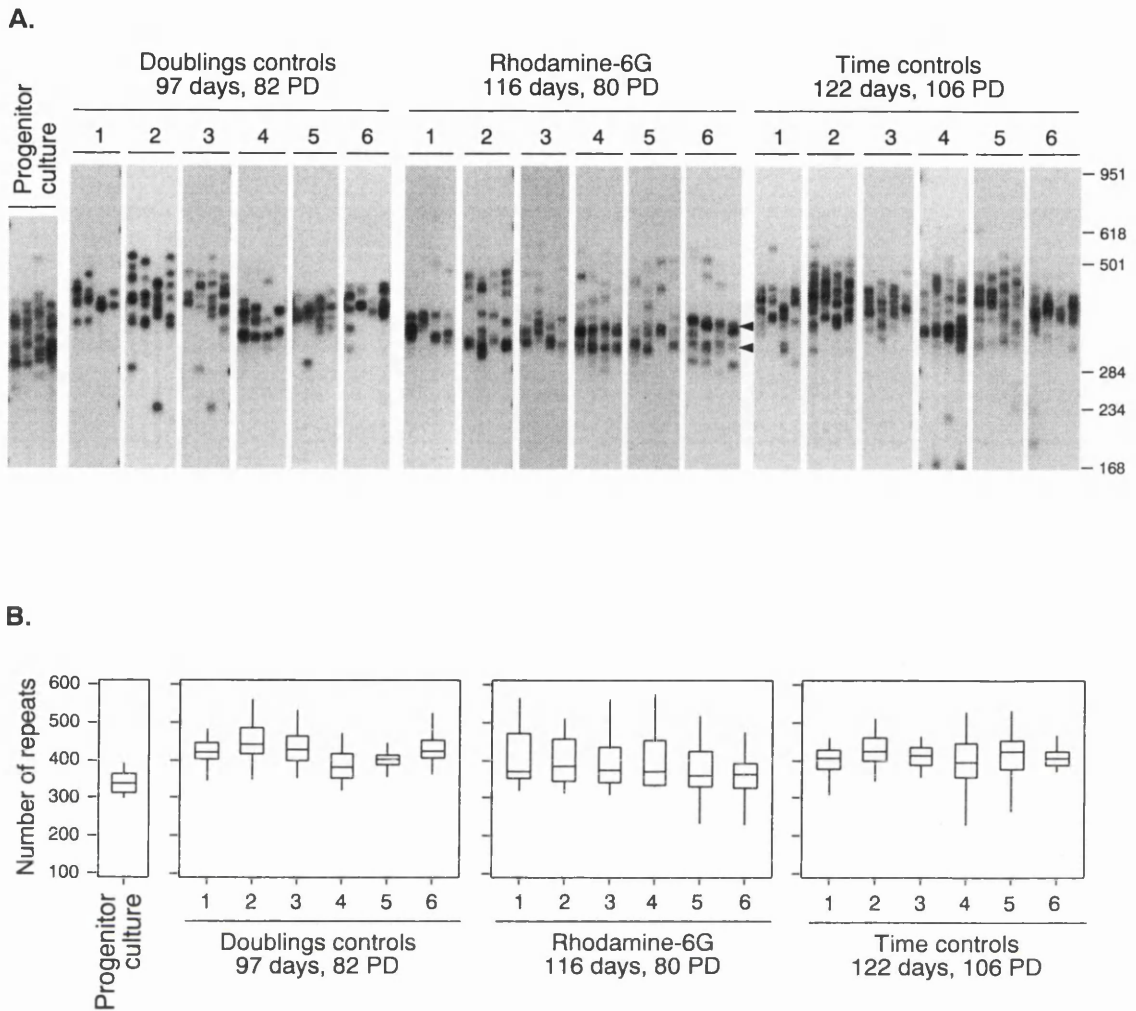 A.
Doublings controls
97 days, 82 PD
Rhodamine-6G
116 days, 80 PD
Time controls
122 days, 106 PD
Progenitor
culture
1 2 3 4 5 6
1 2 3 4 5 6
1 2 3 4 5 6
951
618
501
284
234
168
B.
Number of repeats
600
500
400
300
200
100
Progenitor
culture
1 2 3 4 5 6
Doublings controls
97 days, 82 PD
1 2 3 4 5 6
Rhodamine-6G
116 days, 80 PD
1 2 3 4 5 6
Time controls
122 days, 106 PD